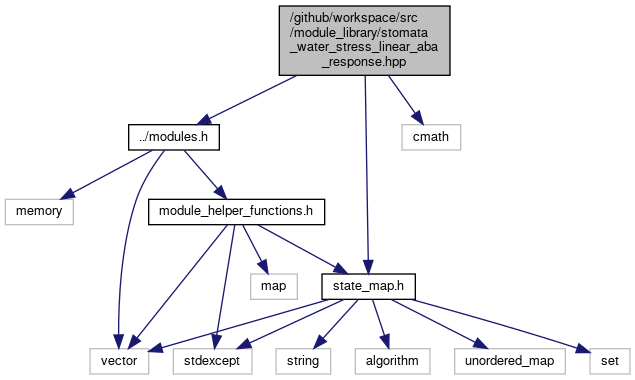 /github/workspace/src
/module_library/stomata
_water_stress_linear_aba
_response.hpp
../modules.h
cmath
memory
module_helper_functions.h
map
state_map.h
vector
stdexcept
string
algorithm
unordered_map
set